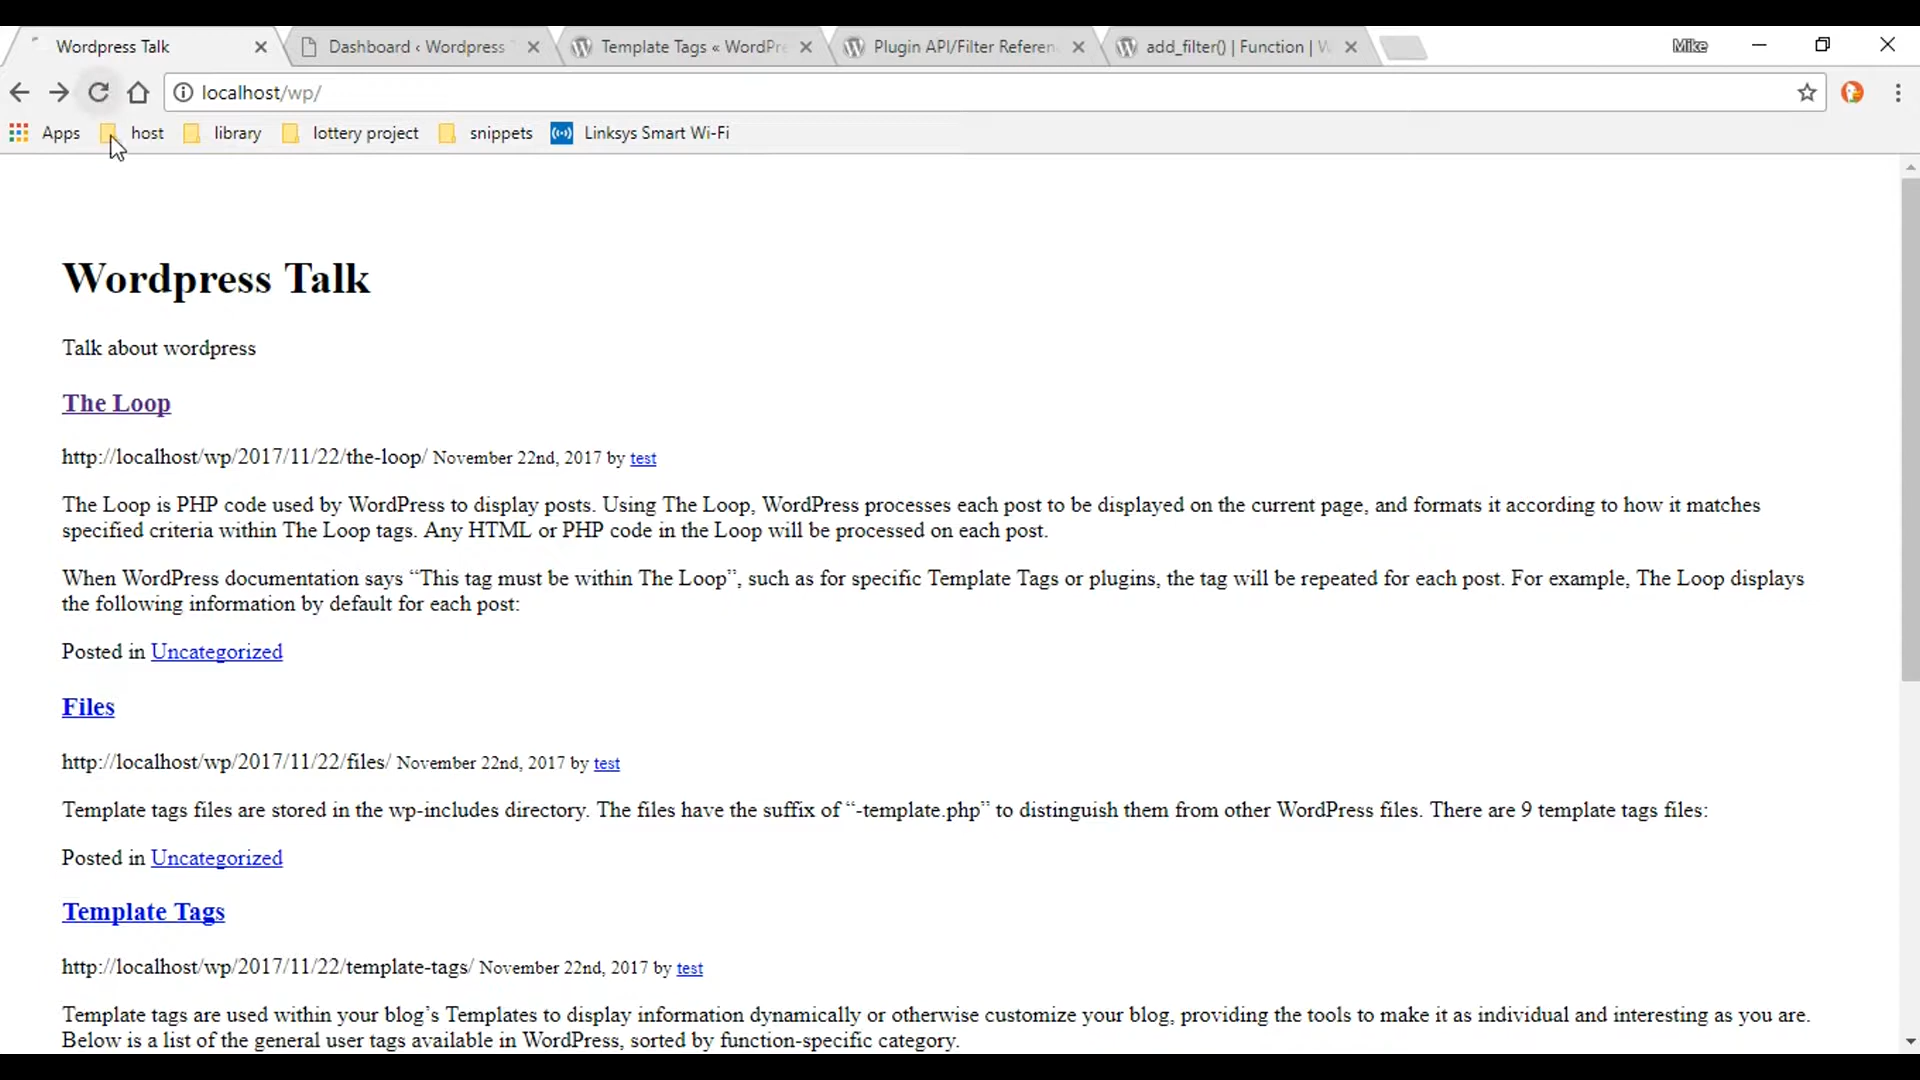 Wordpress Talk
Dashboard ‹ Wordpress
Template Tags « WordPre
Plugin API/Filter Referen
add_filter() | Function | W
Mike
localhost/wp/
Apps
host
library
lottery project
snippets
Linksys Smart Wi-Fi
Wordpress Talk
Talk about wordpress
The Loop
http://localhost/wp/2017/11/22/the-loop/ November 22nd, 2017 by test
The Loop is PHP code used by WordPress to display posts. Using The Loop, WordPress processes each post to be displayed on the current page, and formats it according to how it matches
specified criteria within The Loop tags. Any HTML or PHP code in the Loop will be processed on each post.
When WordPress documentation says “This tag must be within The Loop”, such as for specific Template Tags or plugins, the tag will be repeated for each post. For example, The Loop displays
the following information by default for each post:
Posted in Uncategorized
Files
http://localhost/wp/2017/11/22/files/ November 22nd, 2017 by test
Template tags files are stored in the wp-includes directory. The files have the suffix of “-template.php” to distinguish them from other WordPress files. There are 9 template tags files:
Posted in Uncategorized
Template Tags
http://localhost/wp/2017/11/22/template-tags/ November 22nd, 2017 by test
Template tags are used within your blog’s Templates to display information dynamically or otherwise customize your blog, providing the tools to make it as individual and interesting as you are.
Below is a list of the general user tags available in WordPress, sorted by function-specific category.